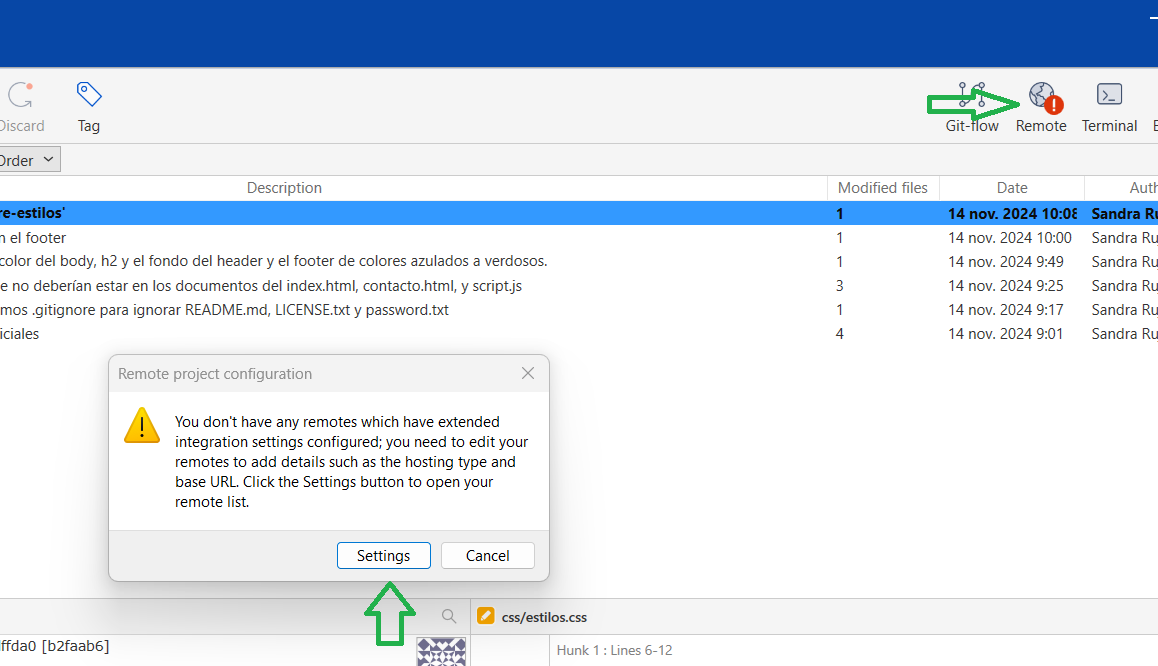 Discard
Tag
Git-flow
Remote
Terminal
Order
Description
Modified files
Date
re-estilos'
1
14 nov. 2024 10:08
Sandra Ru
n el footer
1
14 nov. 2024 10:00
Sandra Ru
color del body, h2 y el fondo del header y el footer de colores azulados a verdosos.
1
14 nov. 2024 9:49
Sandra Ru
e no deberían estar en los documentos del index.html, contacto.html, y script.js
3
14 nov. 2024 9:25
Sandra Ru
mos .gitignore para ignorar README.md, LICENSE.txt y password.txt
1
14 nov. 2024 9:17
Sandra Ru
iciales
4
14 nov. 2024 9:01
Sandra Ru
Remote project configuration
You don't have any remotes which have extended
integration settings configured; you need to edit your
remotes to add details such as the hosting type and
base URL. Click the Settings button to open your
remote list.
Settings
Cancel
css/estilos.css
ffda0 [b2faab6]
Hunk 1 : Lines 6-12